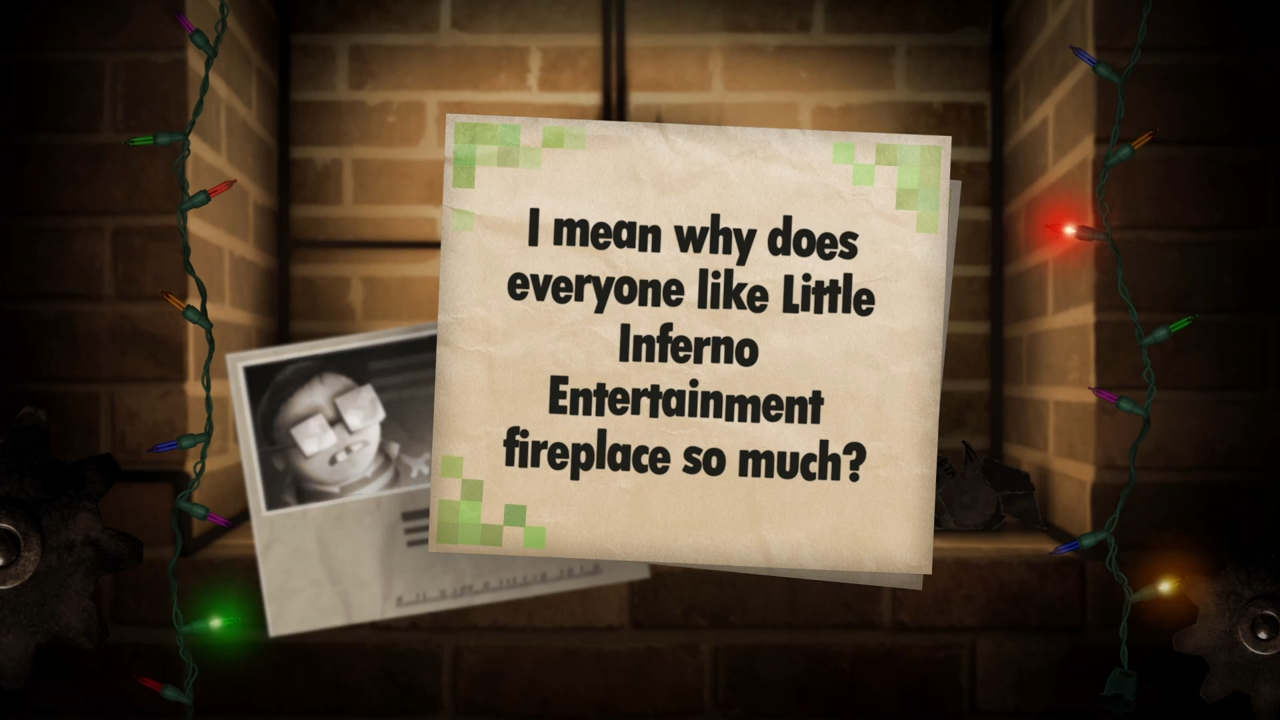 I mean why does
everyone like Little
Inferno
Entertainment
fireplace so much?